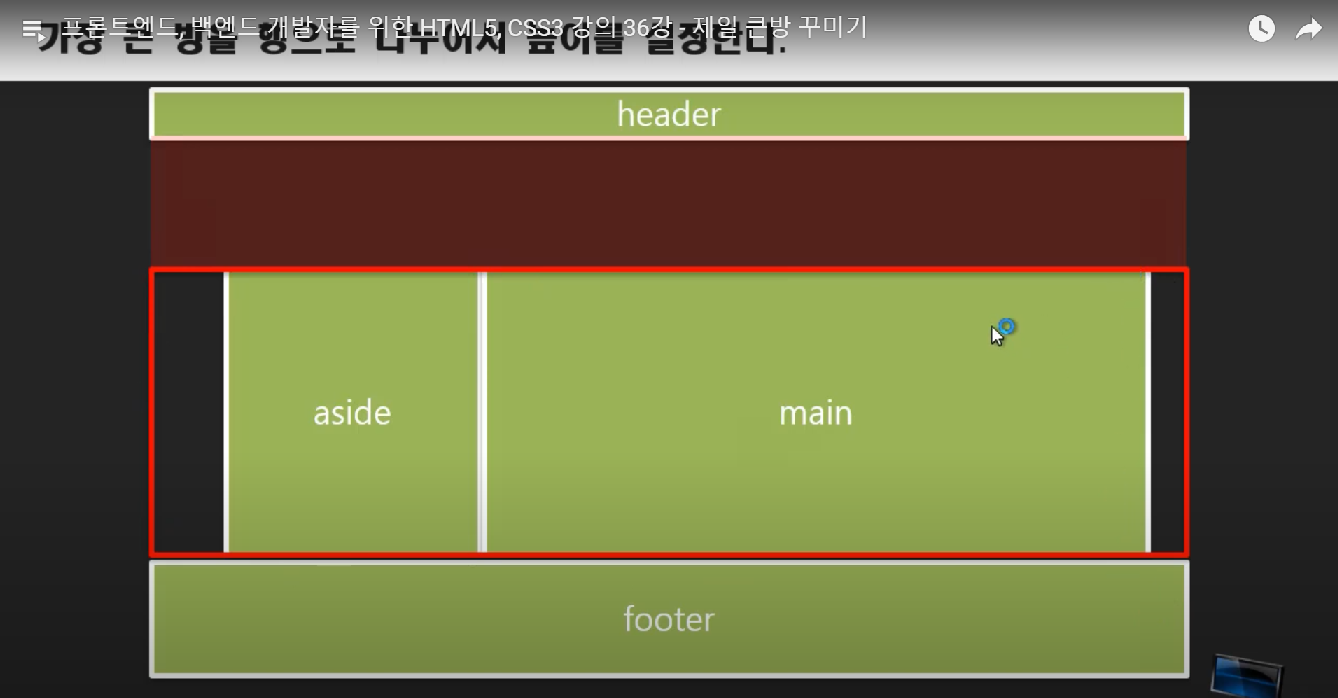 프론트엔드, 백엔드 개발자를 위한 HTML5, CSS3 강의 36강 - 제일 큰방 꾸미기
가장 큰 방을 행으로 나누어서 높이를 설정한다.
header
aside
main
footer